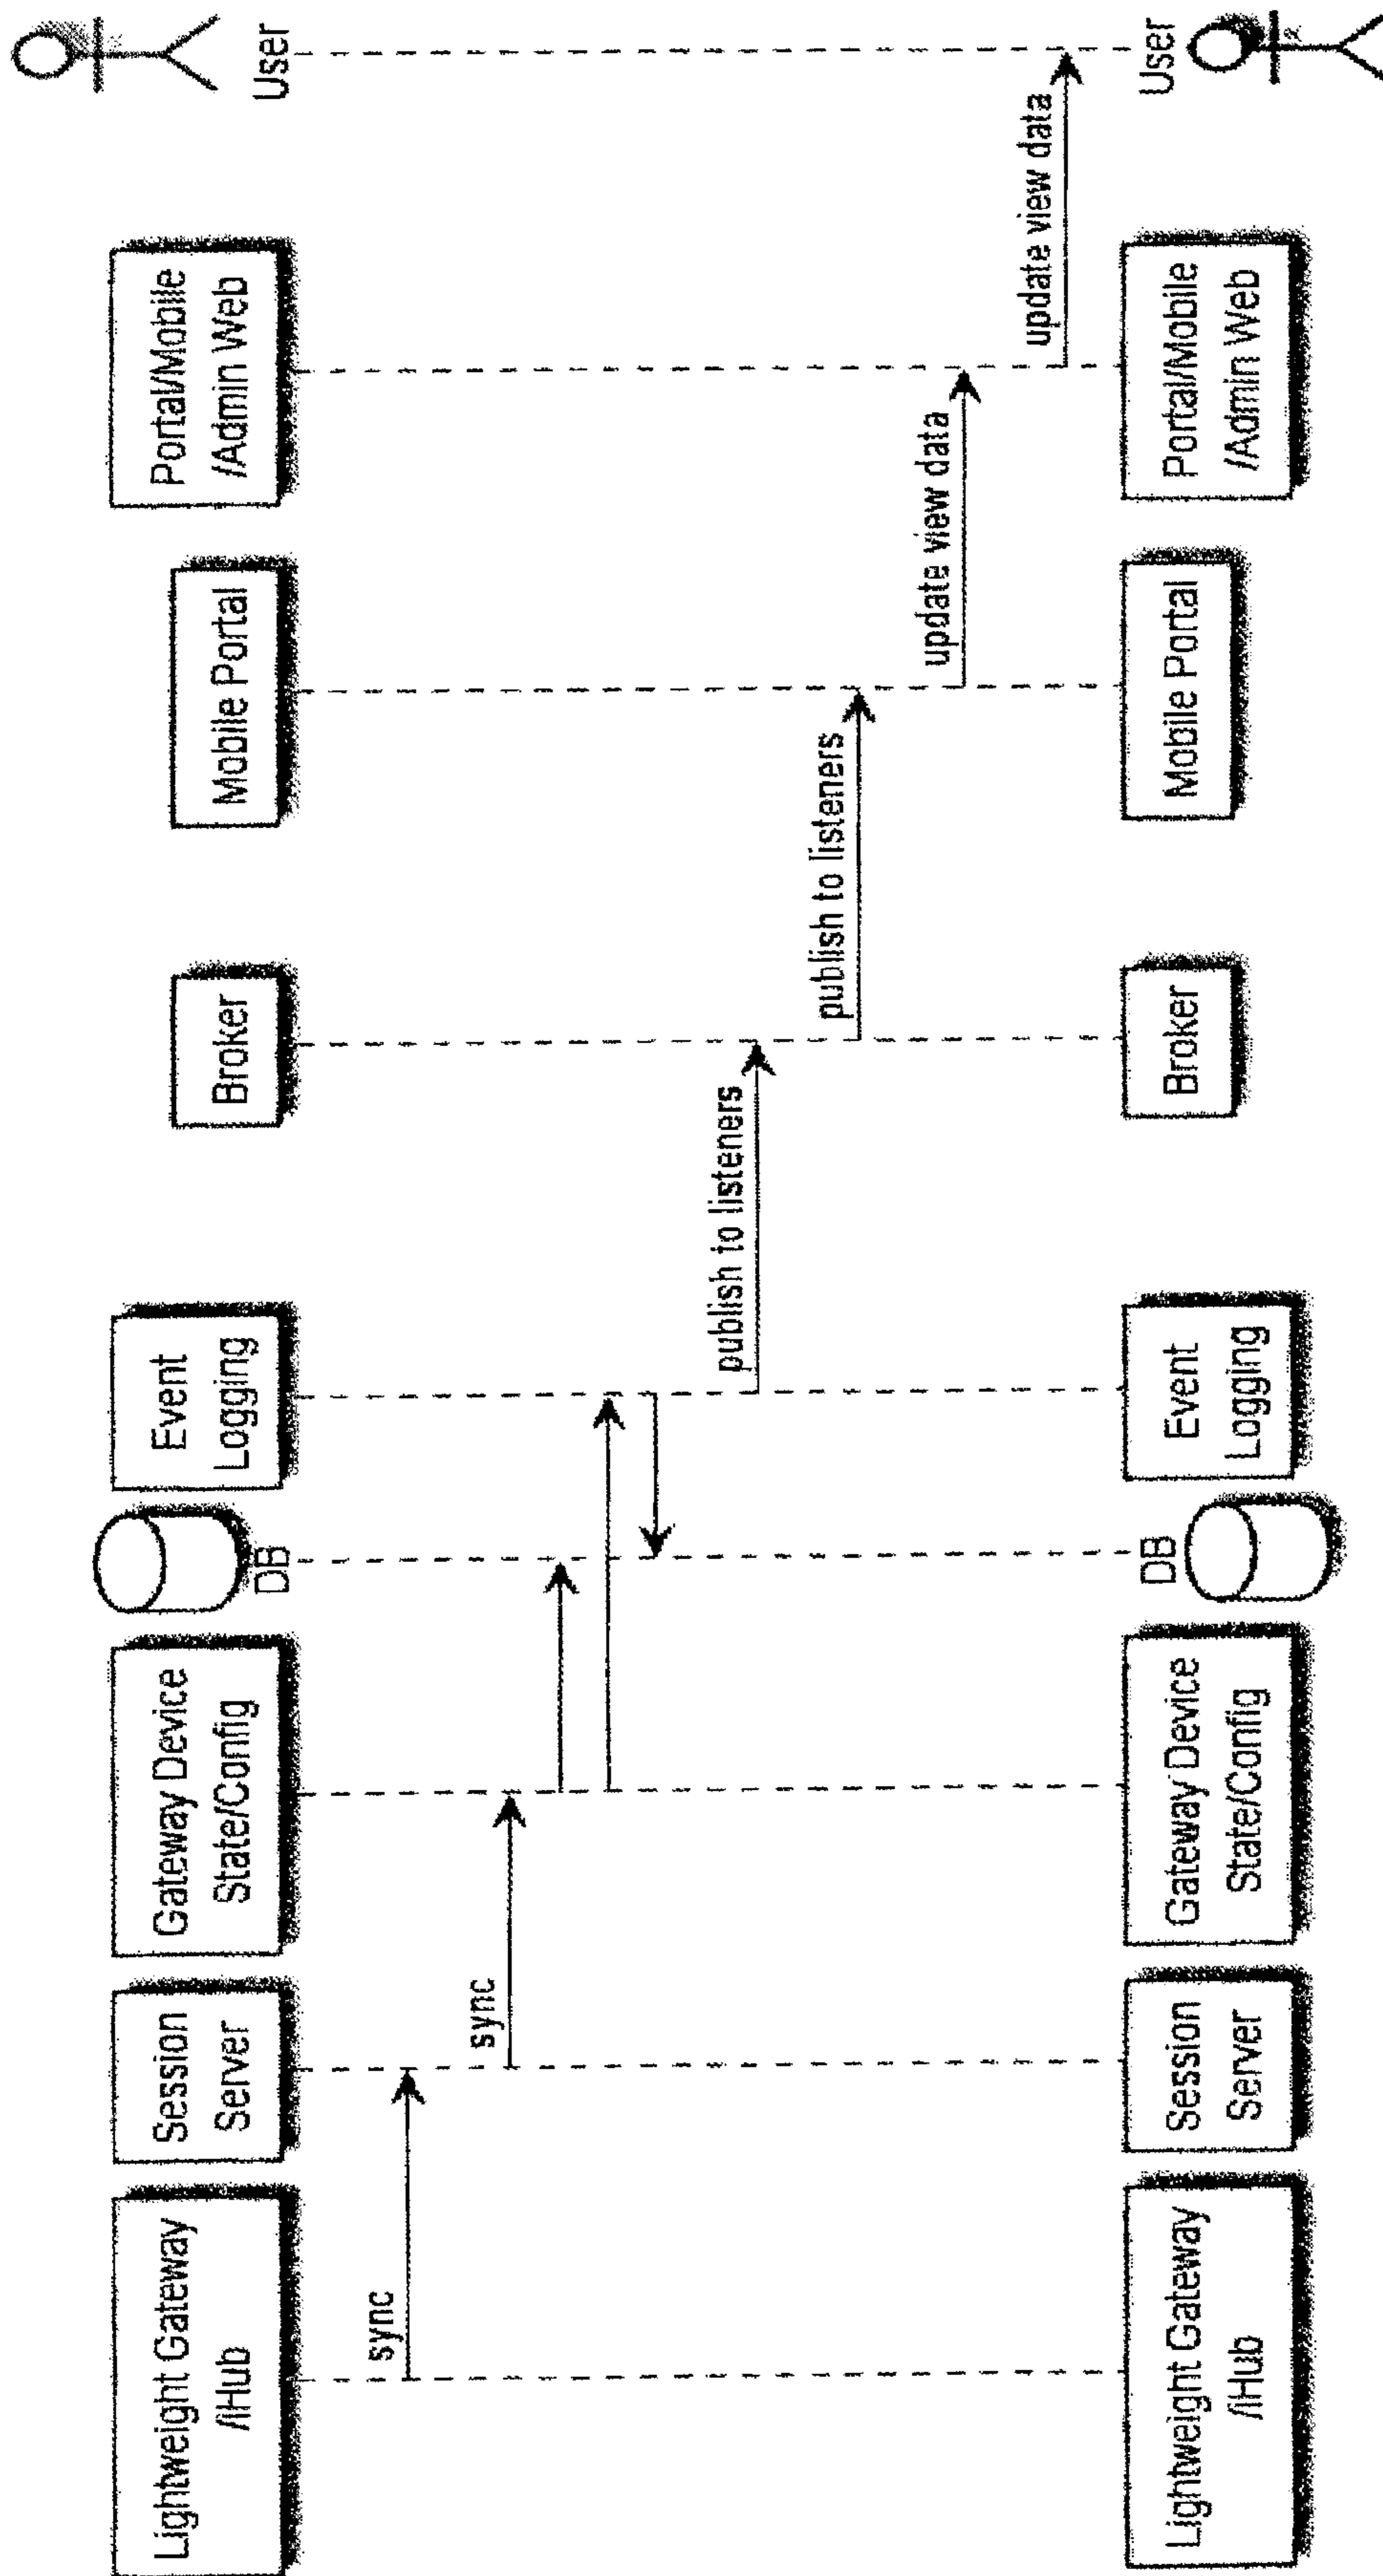 Lightweight Gateway
/iHub
Session
Server
Gateway Device
State/Config
DB
Event
Logging
Broker
Mobile Portal
Portal/Mobile
/Admin Web
User
sync
sync
publish to listeners
publish to listeners
update view data
update view data
Lightweight Gateway
/iHub
Session
Server
Gateway Device
State/Config
DB
Event
Logging
Broker
Mobile Portal
Portal/Mobile
/Admin Web
User